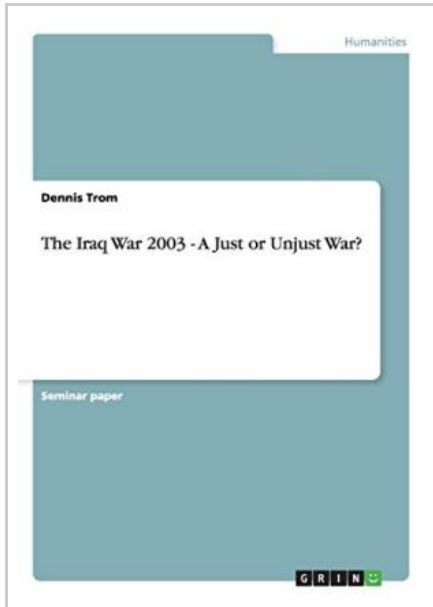 Humanities
Dennis Trom
The Iraq War 2003 - A Just or Unjust War?
Seminar paper
GRIN